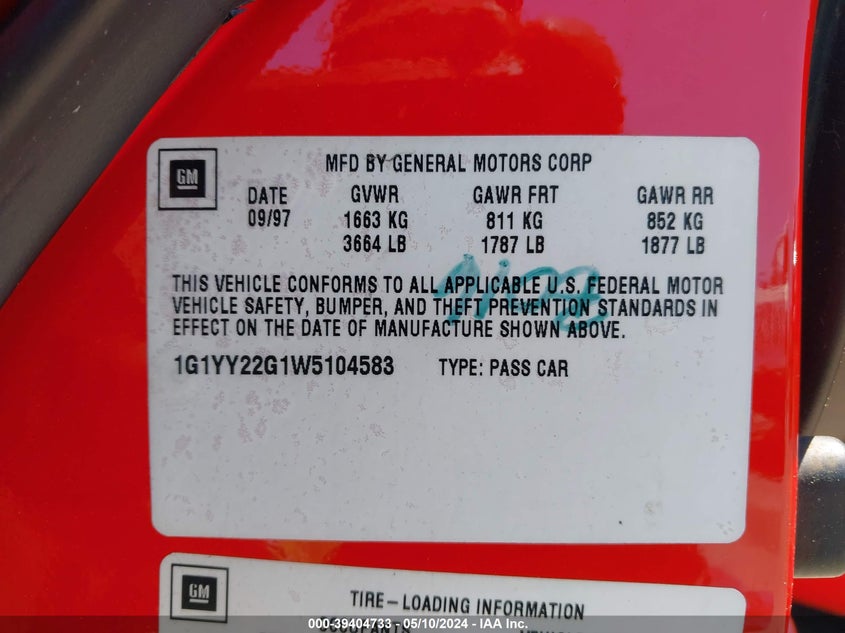 GM
MFD BY GENERAL MOTORS CORP
DATE GVWR GAWR FRT GAWR RR
09/97 1663 KG 811 KG 852 KG
3664 LB 1787 LB 1877 LB
THIS VEHICLE CONFORMS TO ALL APPLICABLE U.S. FEDERAL MOTOR
VEHICLE SAFETY, BUMPER, AND THEFT PREVENTION STANDARDS IN
EFFECT ON THE DATE OF MANUFACTURE SHOWN ABOVE.
1G1YY22G1W5104583 TYPE: PASS CAR
GM
TIRE-LOADING INFORMATION
OCCUPANTS
000-39404733 - 05/10/2024 - IAA Inc.